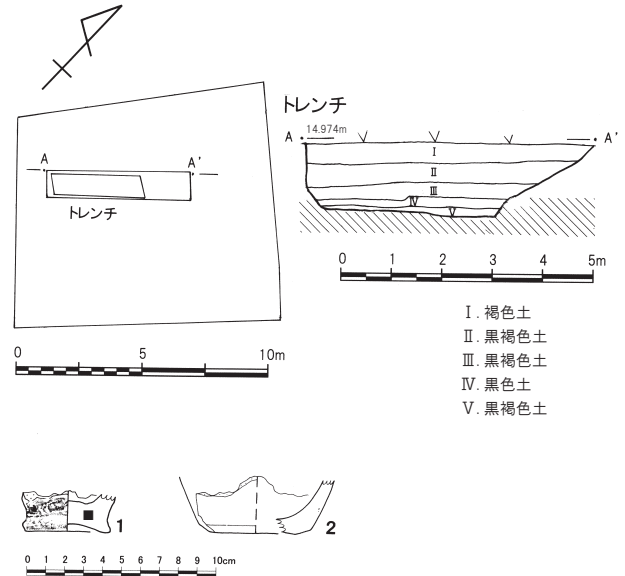 トレンチ
A 14.974m A'
Ⅰ
Ⅱ
Ⅲ
Ⅳ
Ⅴ
A A'
トレンチ
0 1 2 3 4 5m
0 5 10m
Ⅰ. 褐色土
Ⅱ. 黒褐色土
Ⅲ. 黒褐色土
Ⅳ. 黒色土
Ⅴ. 黒褐色土
1 2
0 1 2 3 4 5 6 7 8 9 10cm